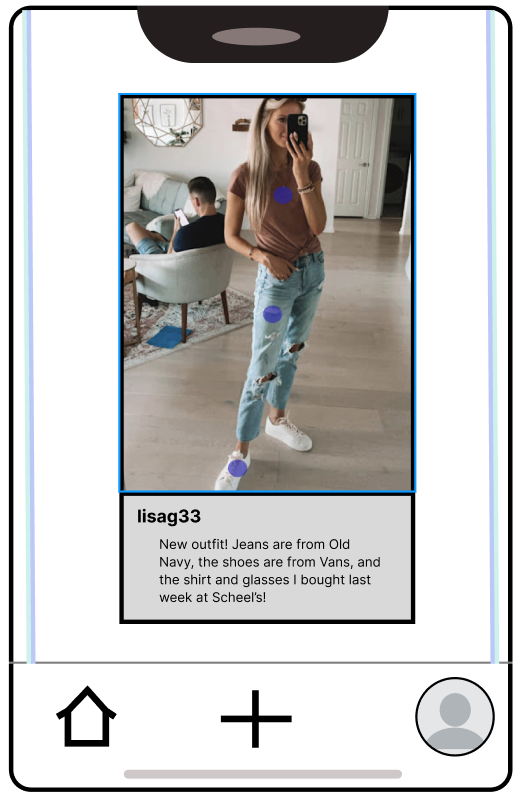 lisag33
New outfit! Jeans are from Old
Navy, the shoes are from Vans, and
the shirt and glasses I bought last
week at Scheel's!